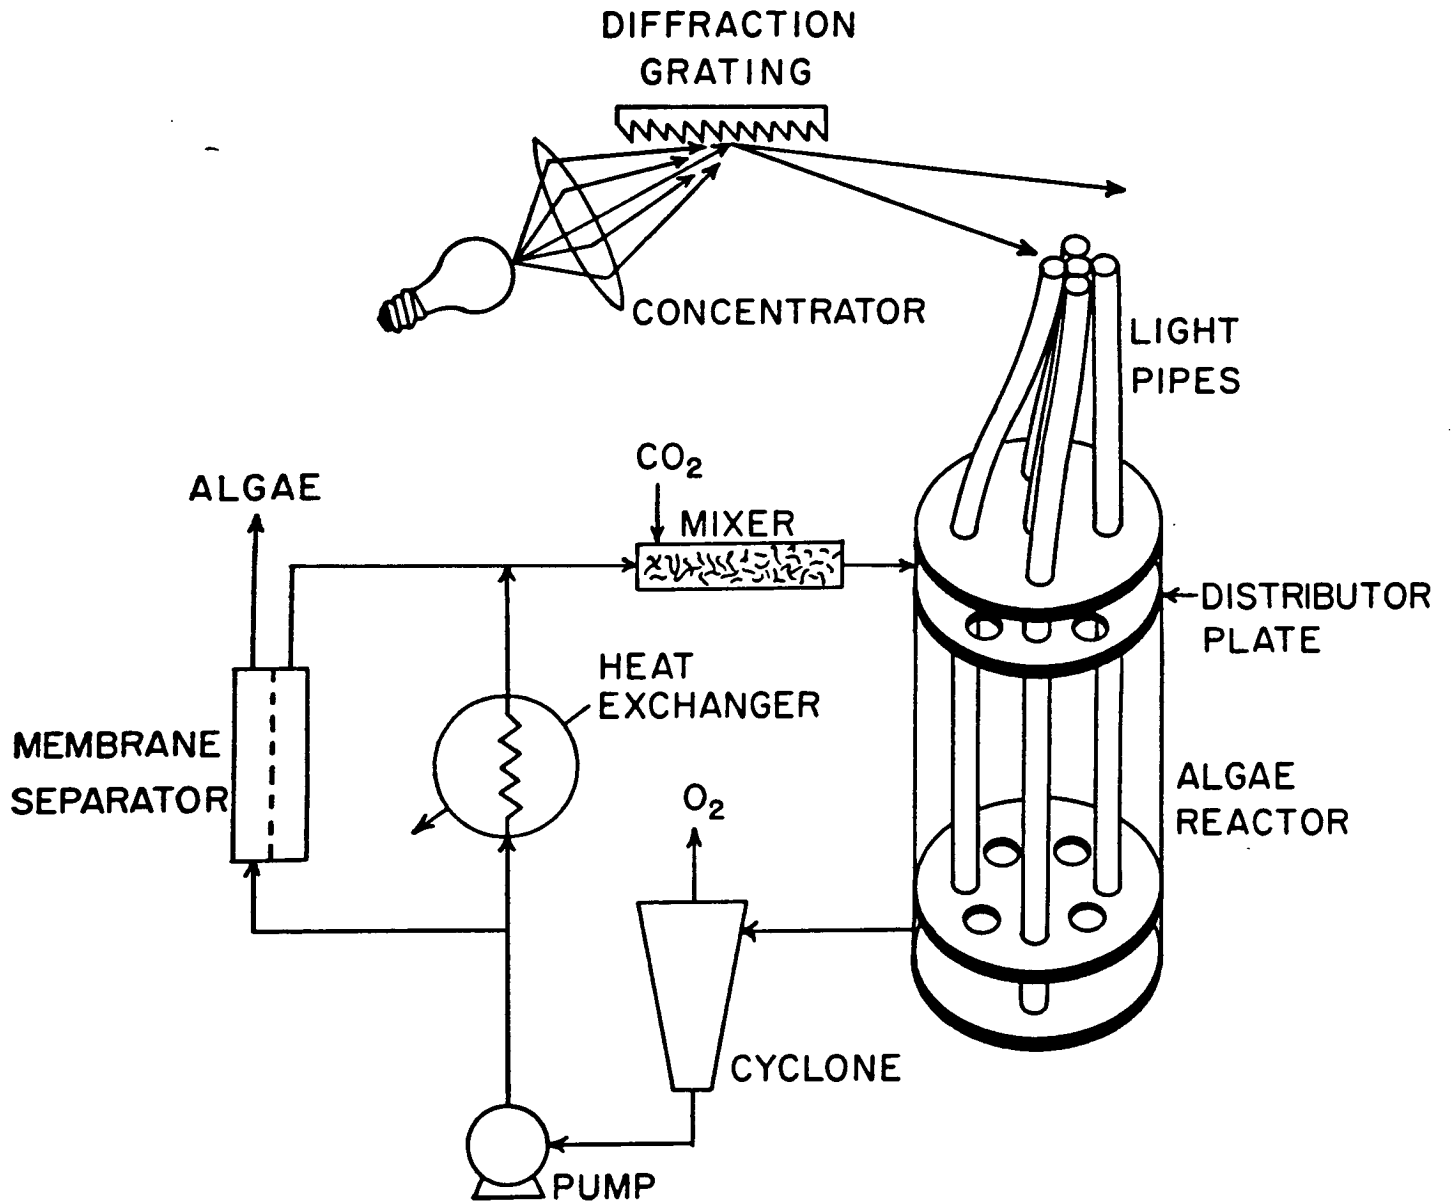 DIFFRACTION
GRATING
CONCENTRATOR
LIGHT
PIPES
CO₂
ALGAE
MIXER
DISTRIBUTOR
PLATE
HEAT
EXCHANGER
MEMBRANE
SEPARATOR
O₂
ALGAE
REACTOR
CYCLONE
PUMP